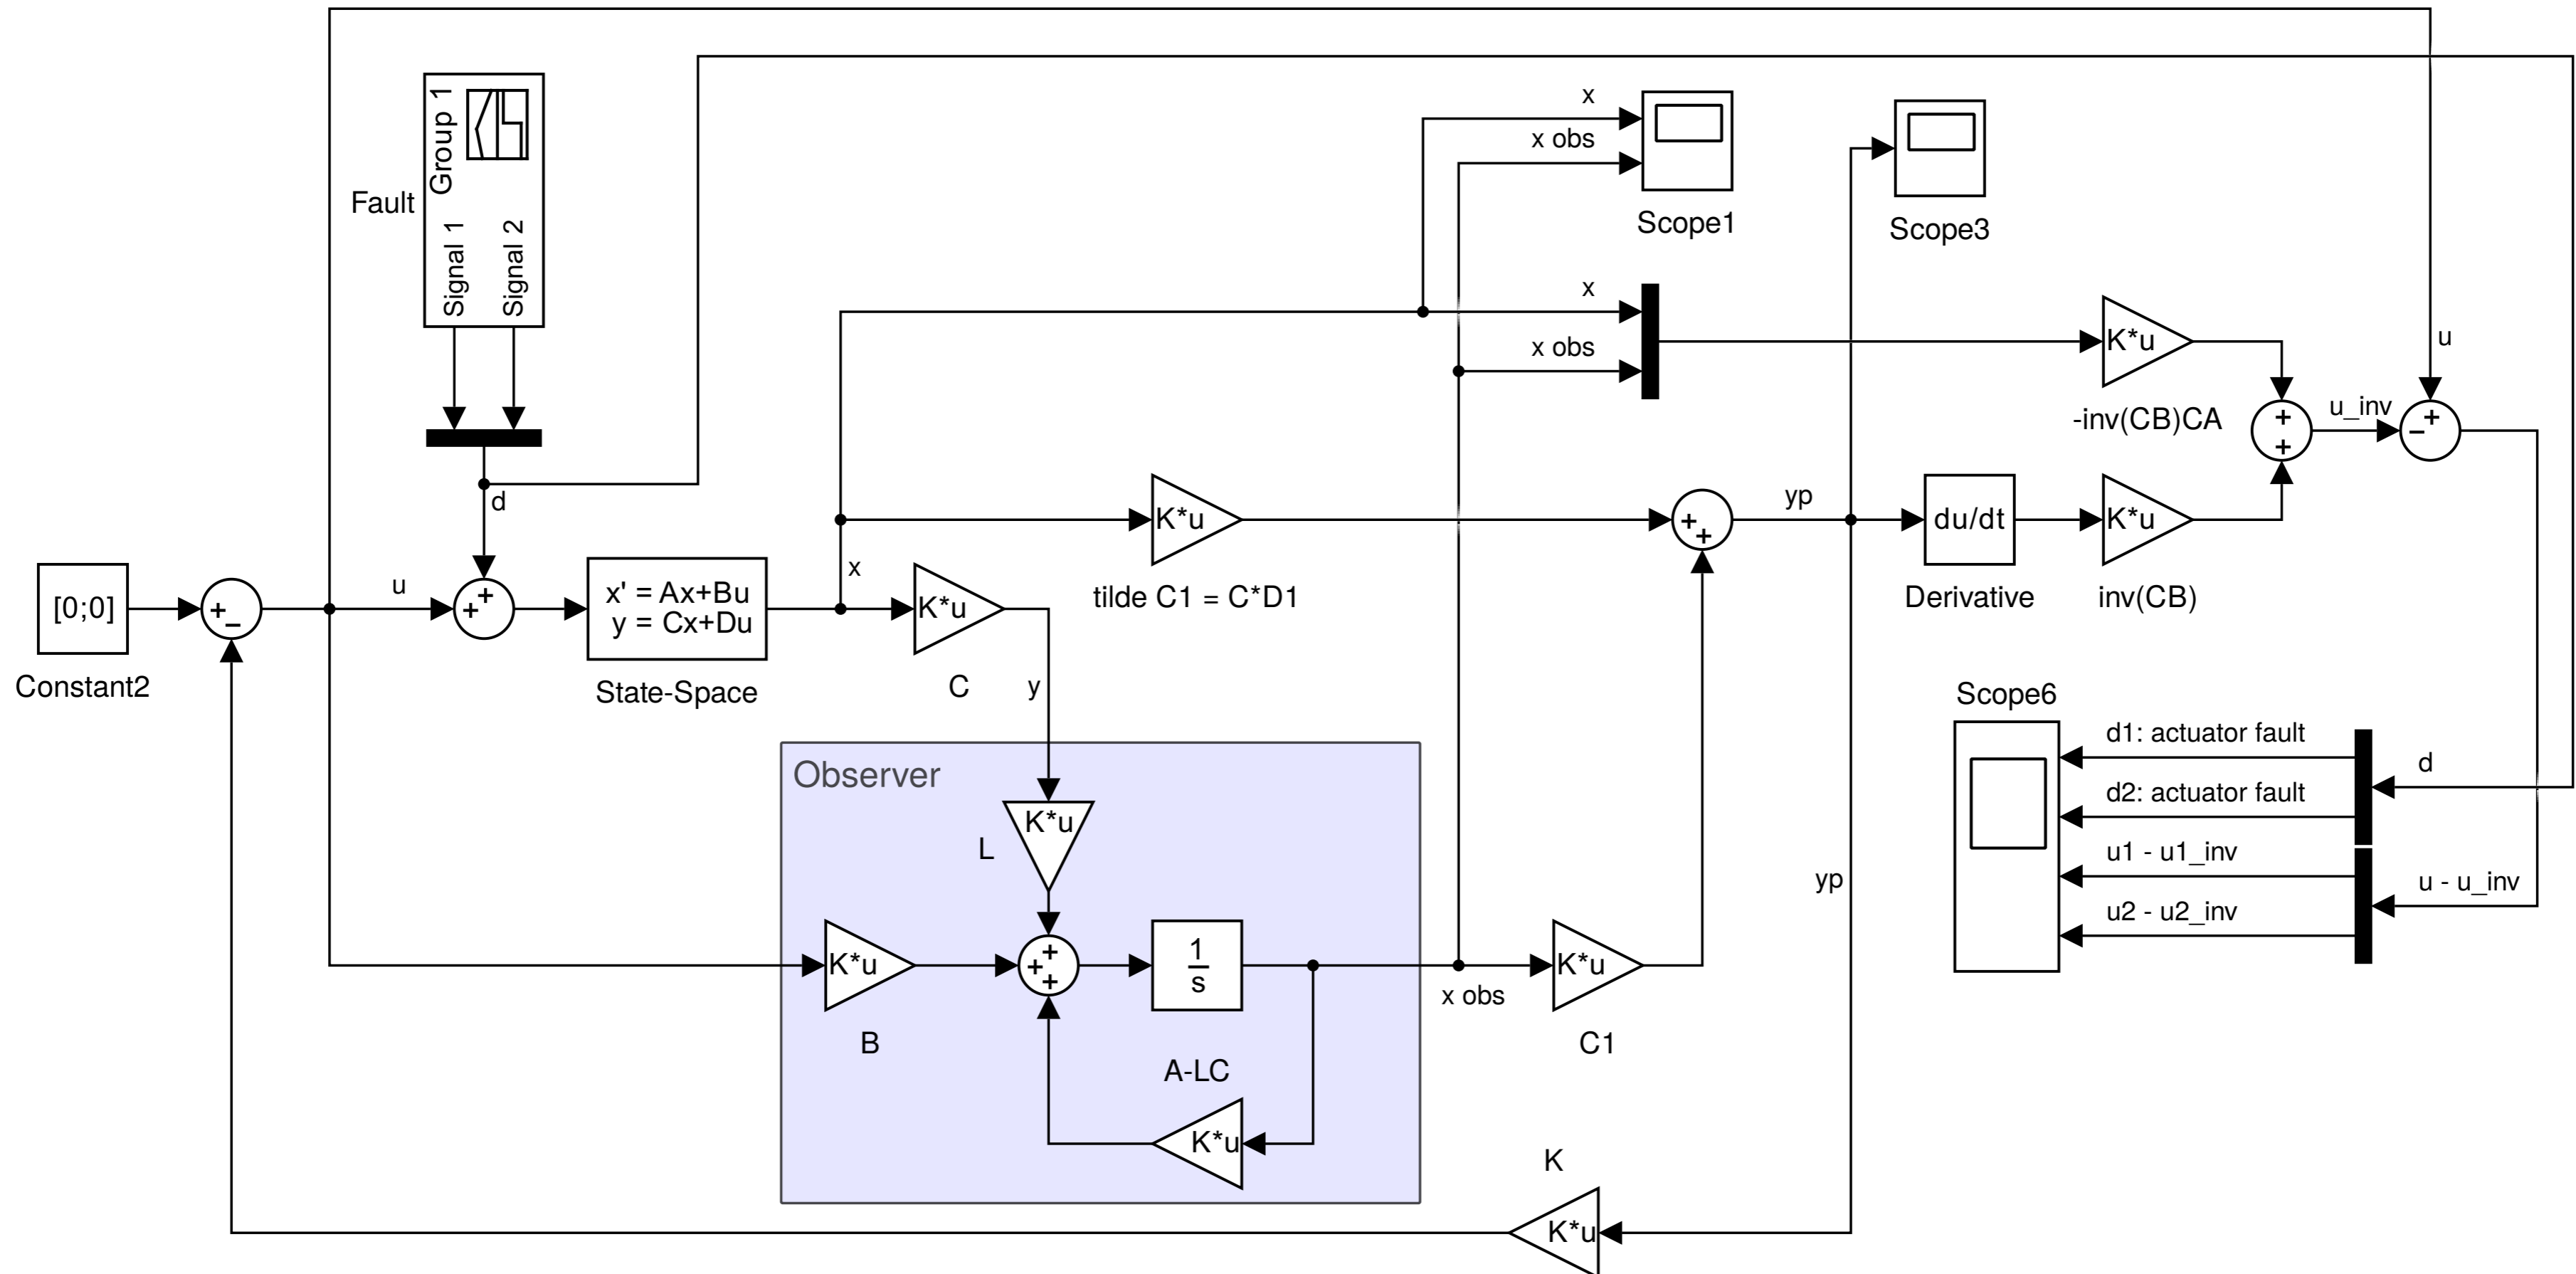 Group 1
Signal 1
Signal 2
Fault
x
x obs
Scope1
Scope3
x
x obs
K*u
-inv(CB)CA
u
+
+
u_inv
+
−
d
K*u
tilde C1 = C*D1
+
+
yp
du/dt
Derivative
K*u
inv(CB)
[0;0]
Constant2
+
−
u
+
+
x' = Ax+Bu
y = Cx+Du
State-Space
x
K*u
C
y
Scope6
d1: actuator fault
d2: actuator fault
u1 - u1_inv
u2 - u2_inv
d
u - u_inv
Observer
K*u
L
K*u
B
+
+
+
1
s
x obs
K*u
C1
yp
A-LC
K*u
K
K*u